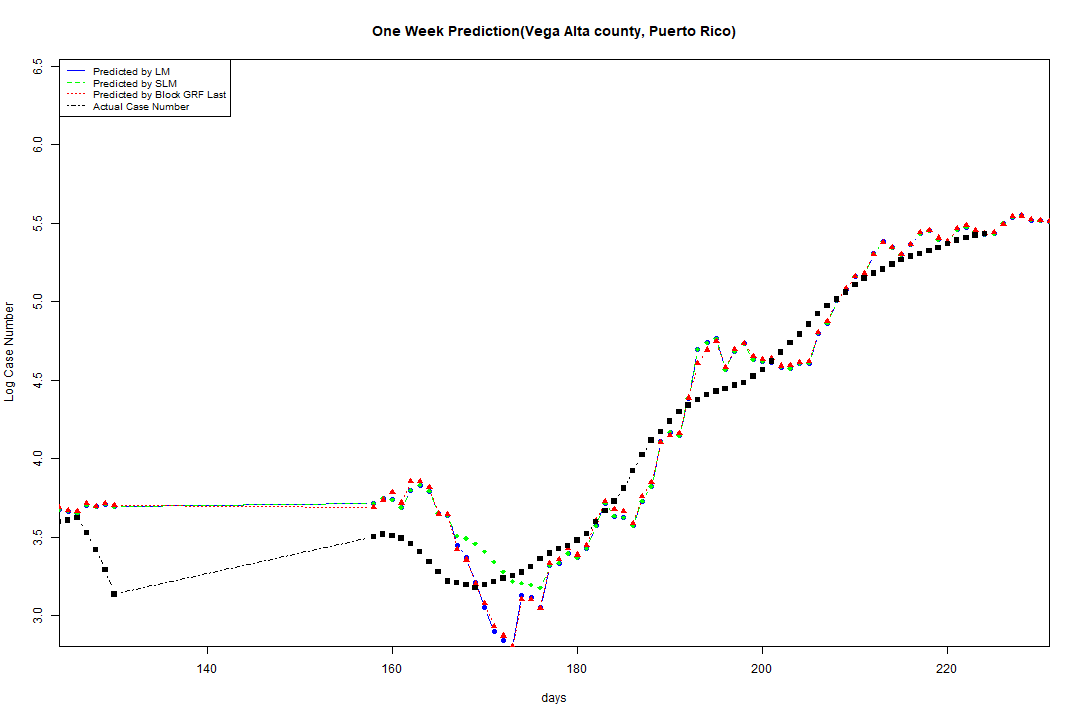 One Week Prediction(Vega Alta county, Puerto Rico)
6.5
6.0
5.5
5.0
4.5
4.0
3.5
3.0
Log Case Number
Predicted by LM
Predicted by SLM
Predicted by Block GRF Last
Actual Case Number
140
160
180
200
220
days